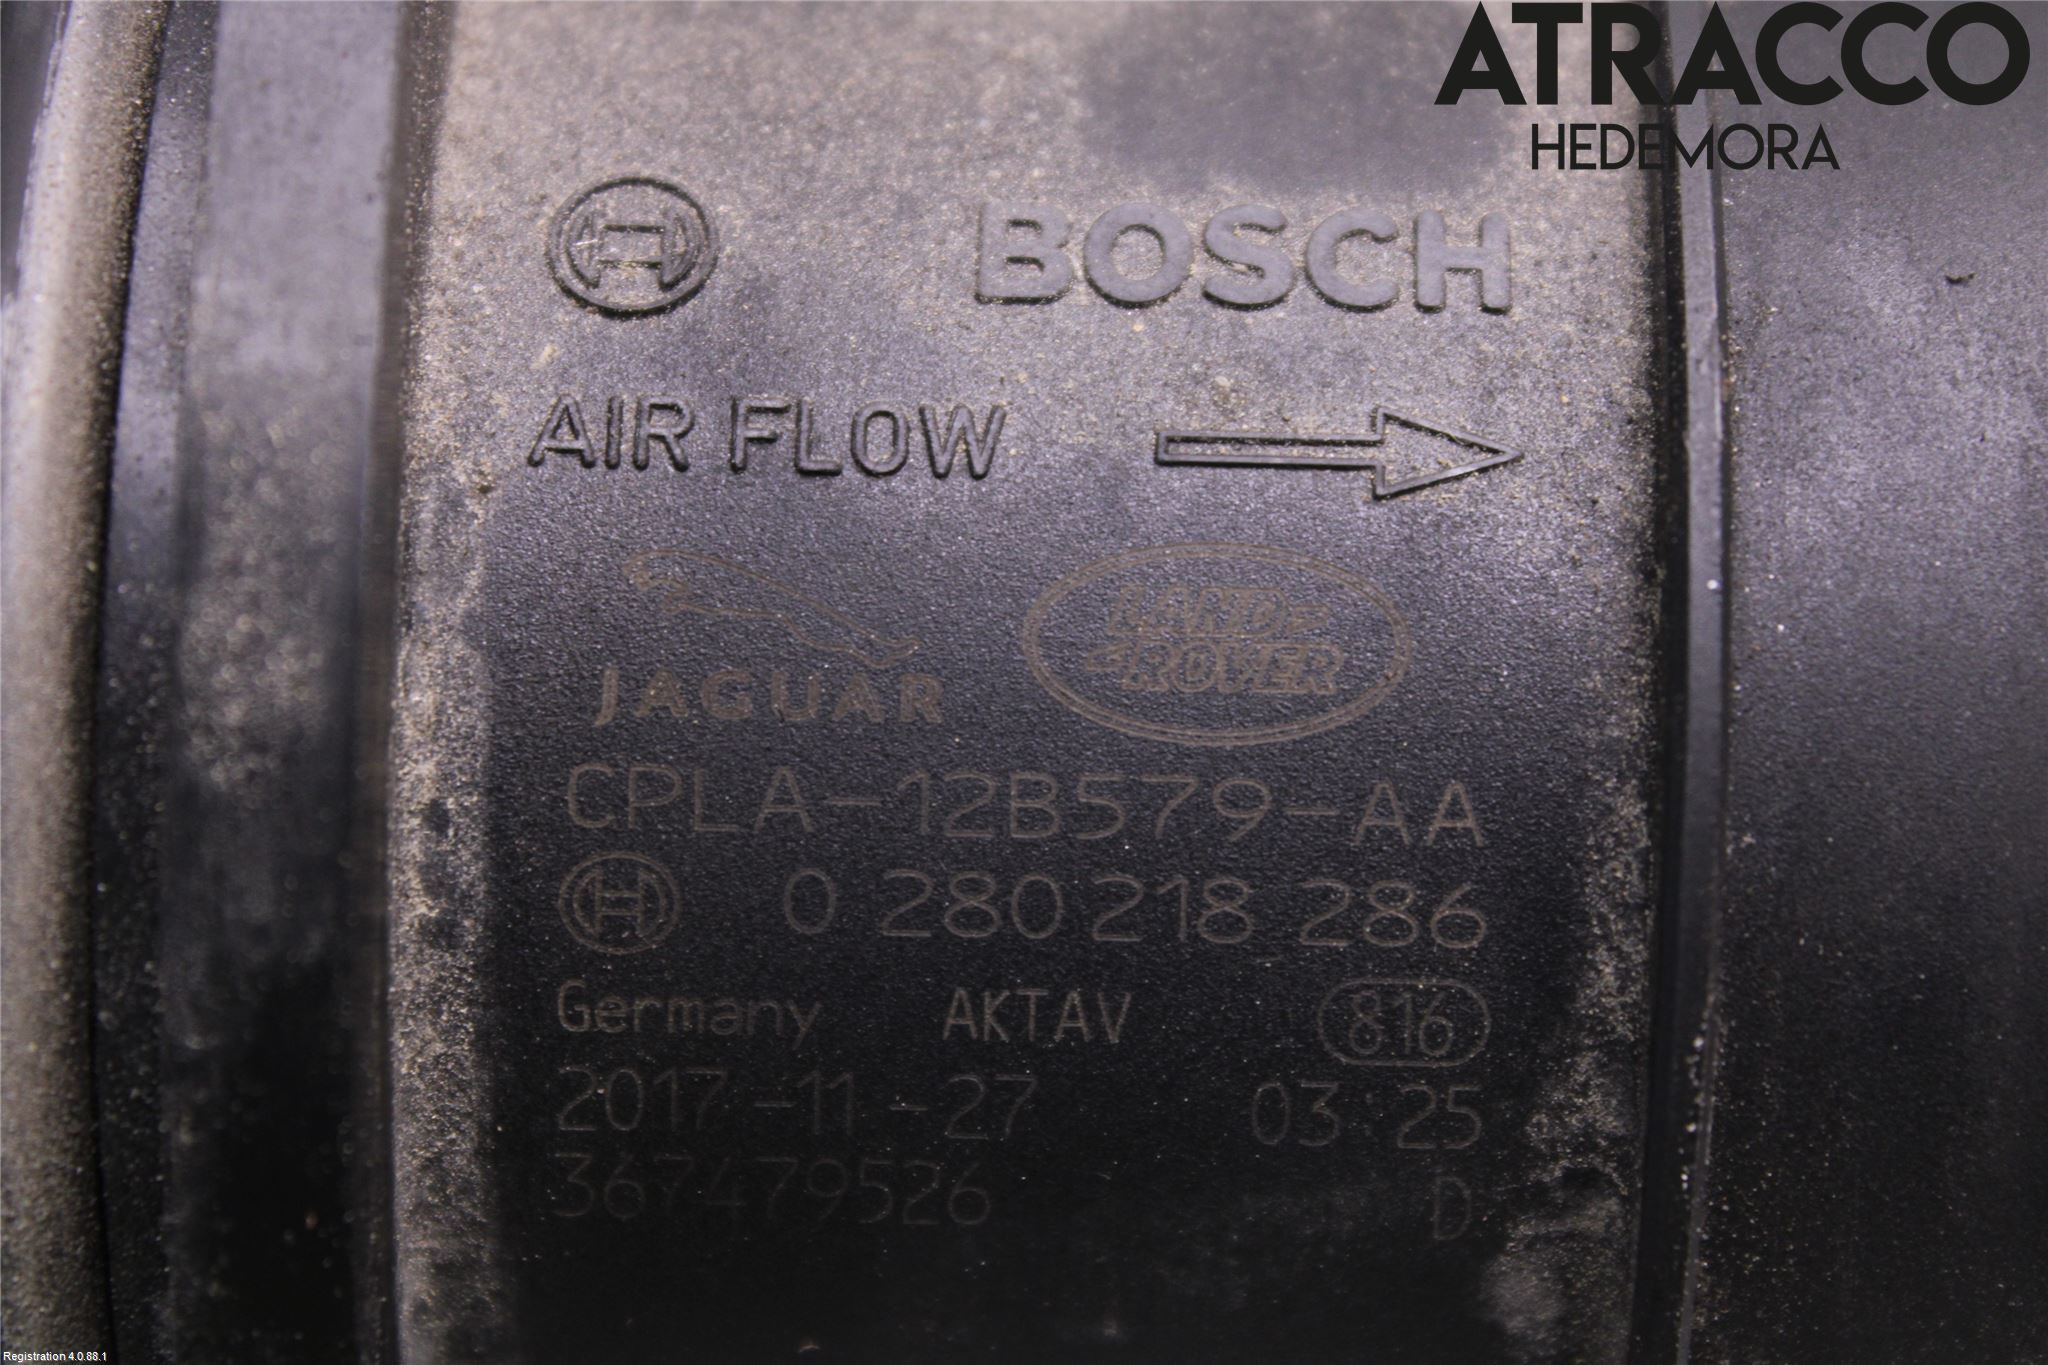 ATRACCO
HEDEMORA
BOSCH
AIR FLOW
JAGUAR
LAND
ROVER
CPLA-12B579-AA
0 280 218 286
Germany AKTAV 816
2017-11-27 03:25
367479526 D
Registration 4.0.88.1